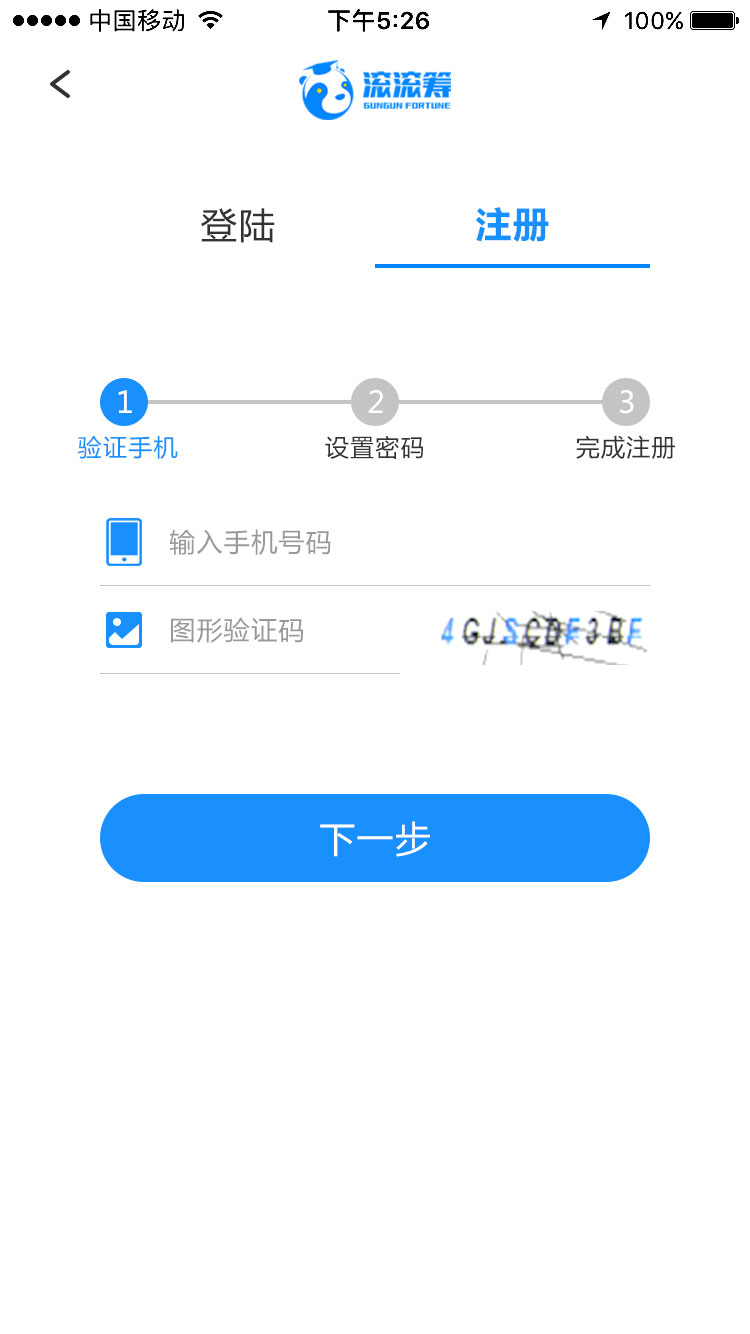 中国移动 下午5:26 100%
滚滚筹
GUNGUN FORTUNE
登陆 注册
1 2 3
验证手机 设置密码 完成注册
输入手机号码
图形验证码
下一步